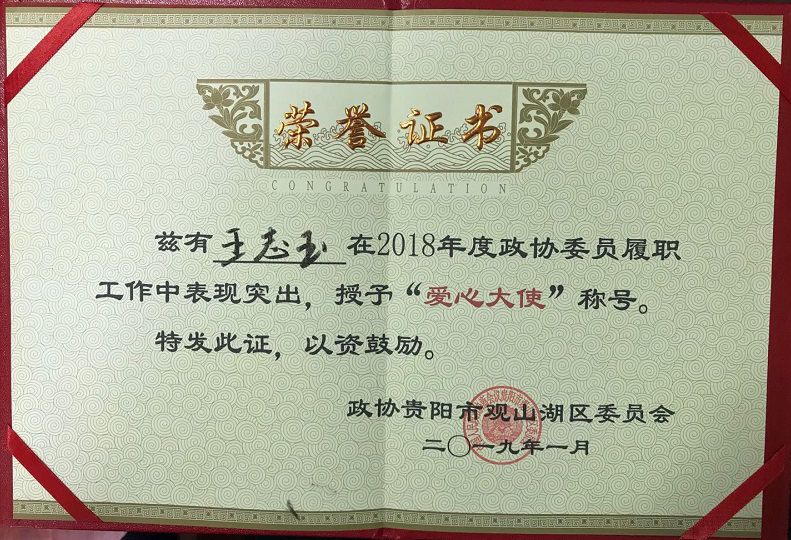 荣誉证书
CONGRATULATION
兹有王志玉在2018年度政协委员履职
工作中表现突出，授予“爱心大使”称号。
特发此证，以资鼓励。
政协贵阳市观山湖区委员会
二〇一九年一月